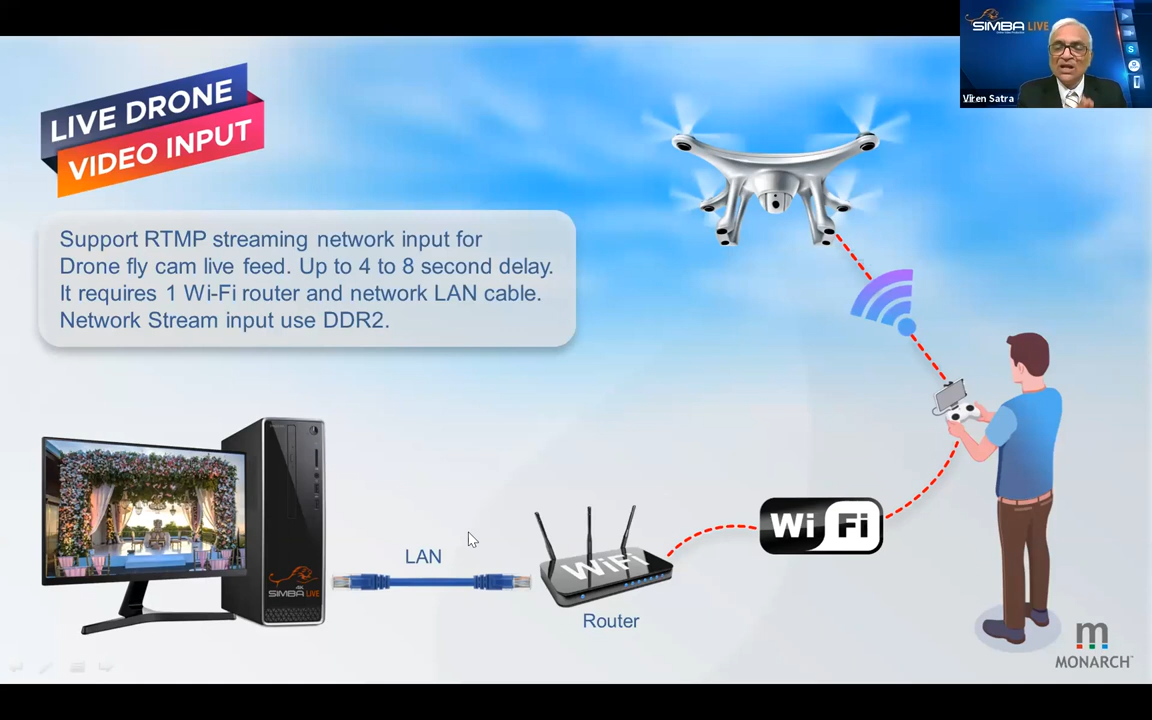 LIVE DRONE
VIDEO INPUT
Support RTMP streaming network input for
Drone fly cam live feed. Up to 4 to 8 second delay.
It requires 1 Wi-Fi router and network LAN cable.
Network Stream input use DDR2.
SIMBA LIVE
Viren Satra
4K
SIMBA LIVE
LAN
WiFi
Router
Wi Fi
m
MONARCH